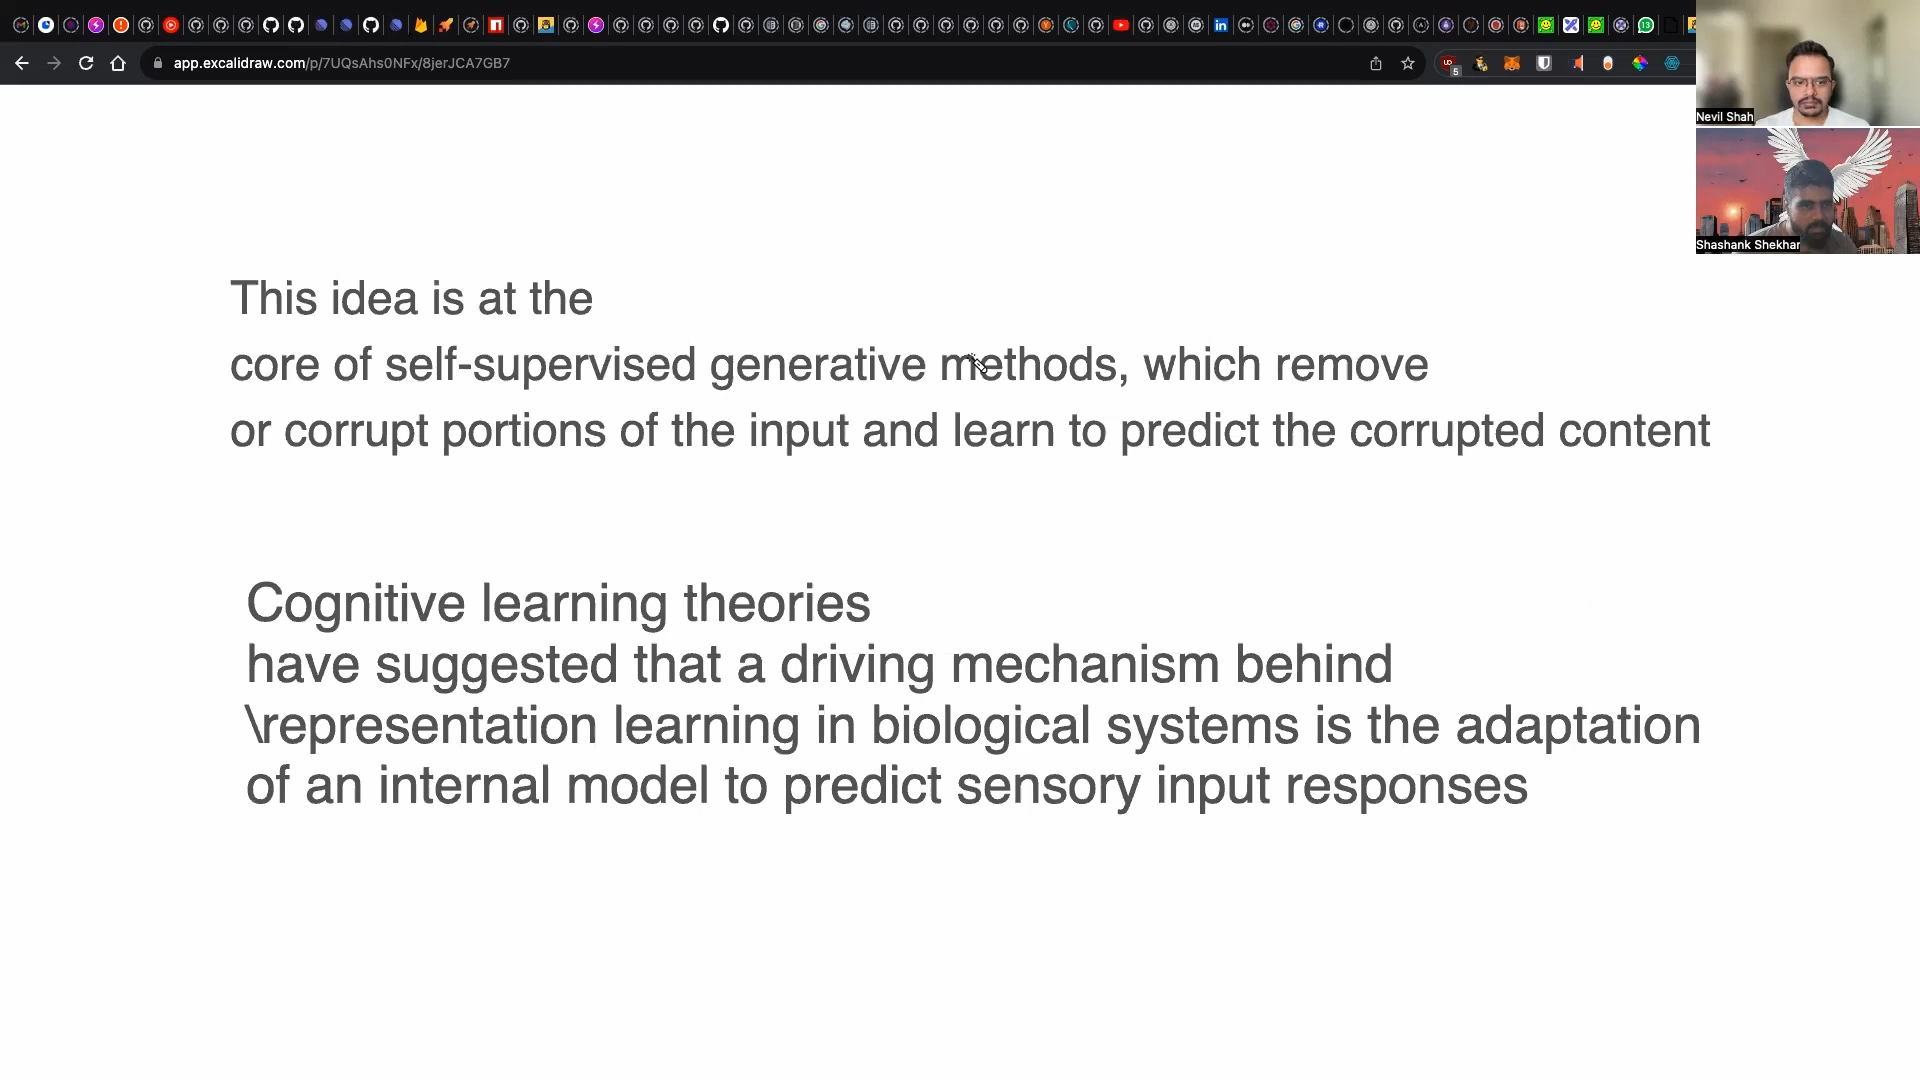 app.excalidraw.com/p/7UQsAhs0NFx/8jerJCA7GB7
5
13
Nevil Shah
Shashank Shekhar
This idea is at the
core of self-supervised generative methods, which remove
or corrupt portions of the input and learn to predict the corrupted content
Cognitive learning theories
have suggested that a driving mechanism behind
\representation learning in biological systems is the adaptation
of an internal model to predict sensory input responses